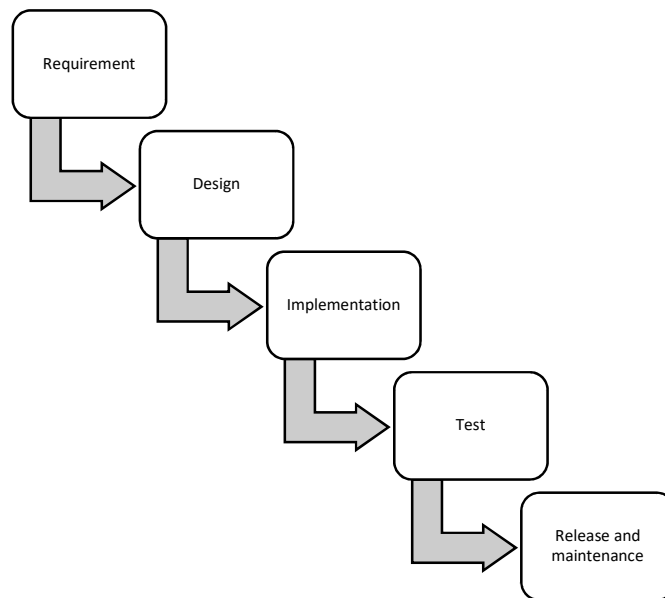 Requirement
Design
Implementation
Test
Release and
maintenance